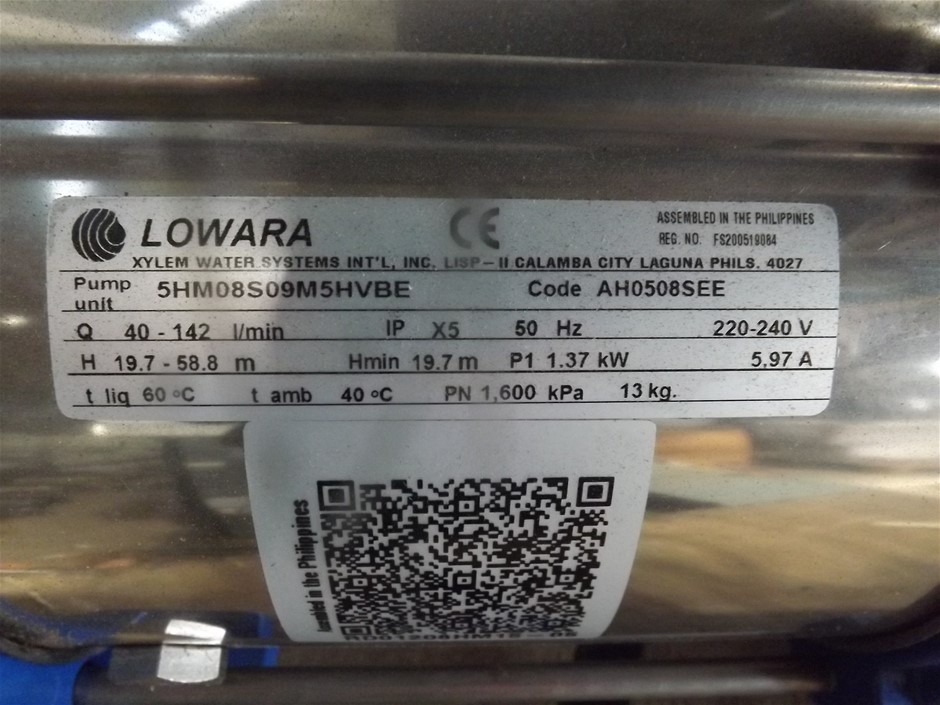 LOWARA
CE
ASSEMBLED IN THE PHILIPPINES
REG. NO. FS200519084
XYLEM WATER SYSTEMS INT'L, INC. LISP-II CALAMBA CITY LAGUNA PHILS. 4027
Pump unit 5HM08S09M5HVBE Code AH0508SEE
Q 40 - 142 l/min IP X5 50 Hz 220-240 V
H 19.7 - 58.8 m Hmin 19.7 m P1 1.37 kW 5.97 A
t liq 60 °C t amb 40 °C PN 1,600 kPa 13 kg.
Assembled in the Philippines